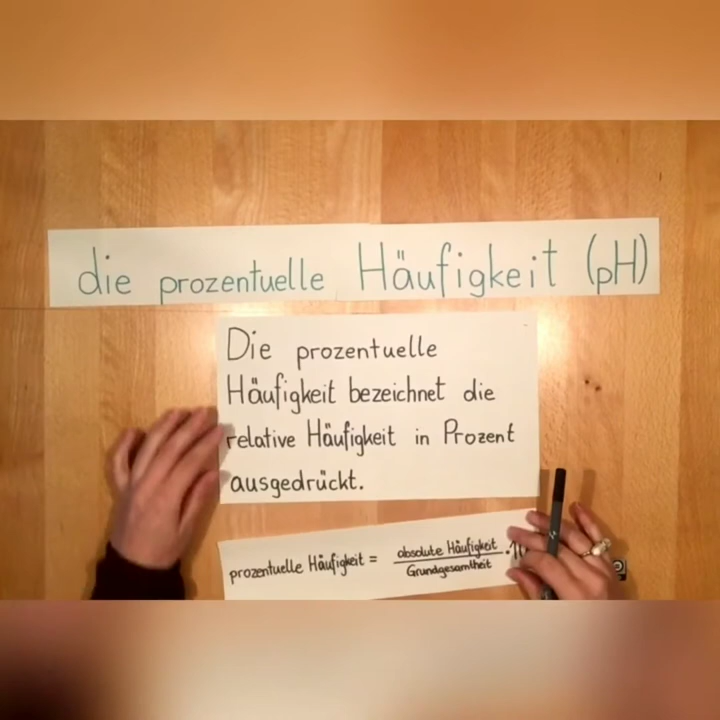 die prozentuelle Häufigkeit (pH)
Die prozentuelle
Häufigkeit bezeichnet die
relative Häufigkeit in Prozent
ausgedrückt.
prozentuelle Häufigkeit = absolute Häufigkeit
Grundgesamtheit